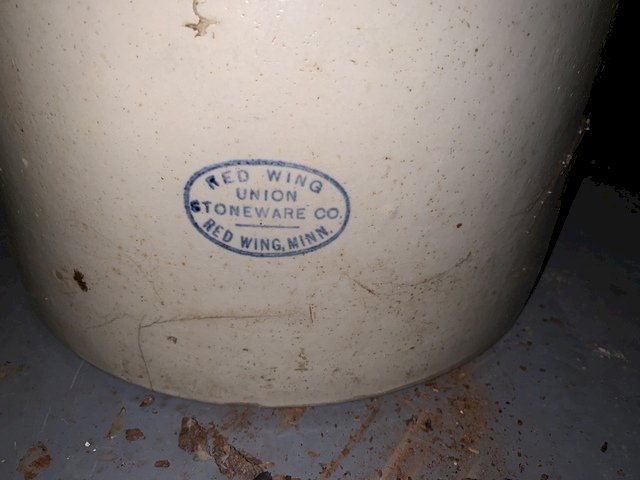 RED WING
UNION
STONEWARE CO.
RED WING, MINN.